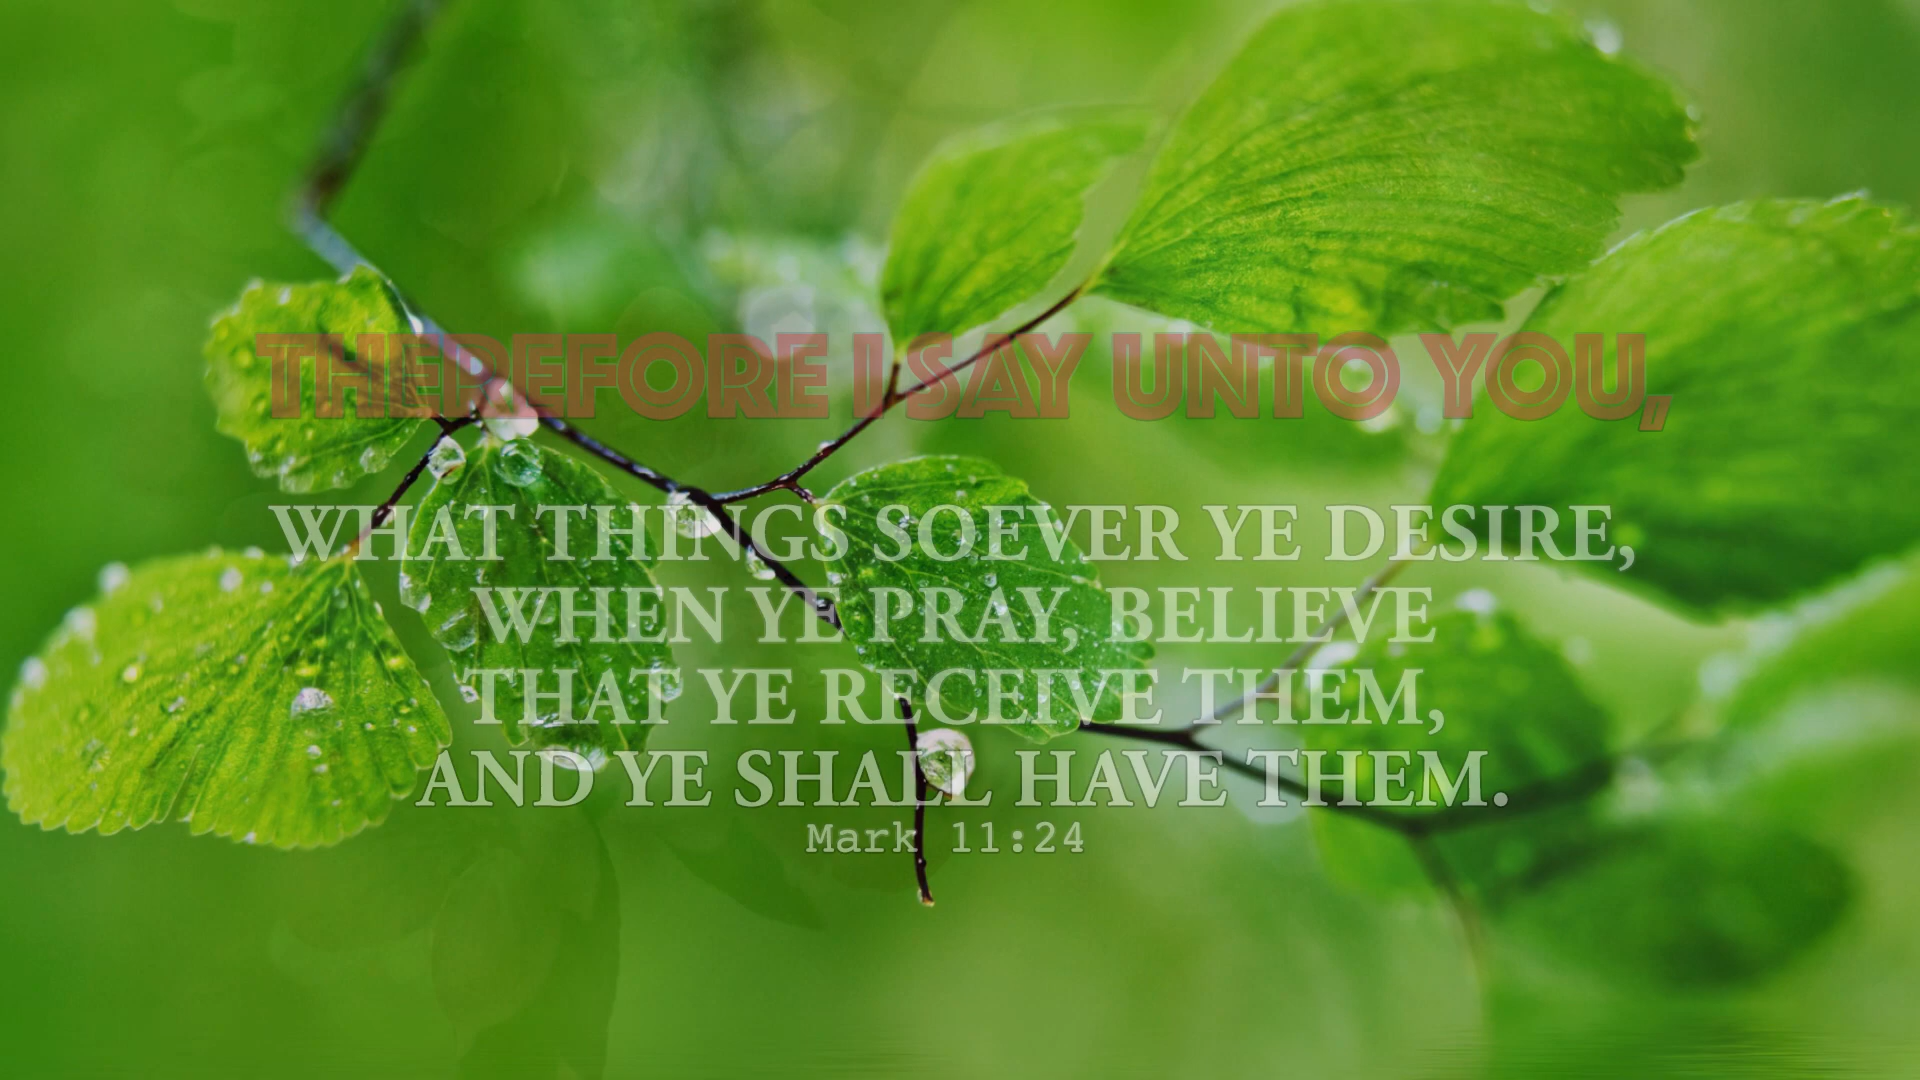 THEREFORE I SAY UNTO YOU,
WHAT THINGS SOEVER YE DESIRE,
WHEN YE PRAY, BELIEVE
THAT YE RECEIVE THEM,
AND YE SHALL HAVE THEM.
Mark 11:24